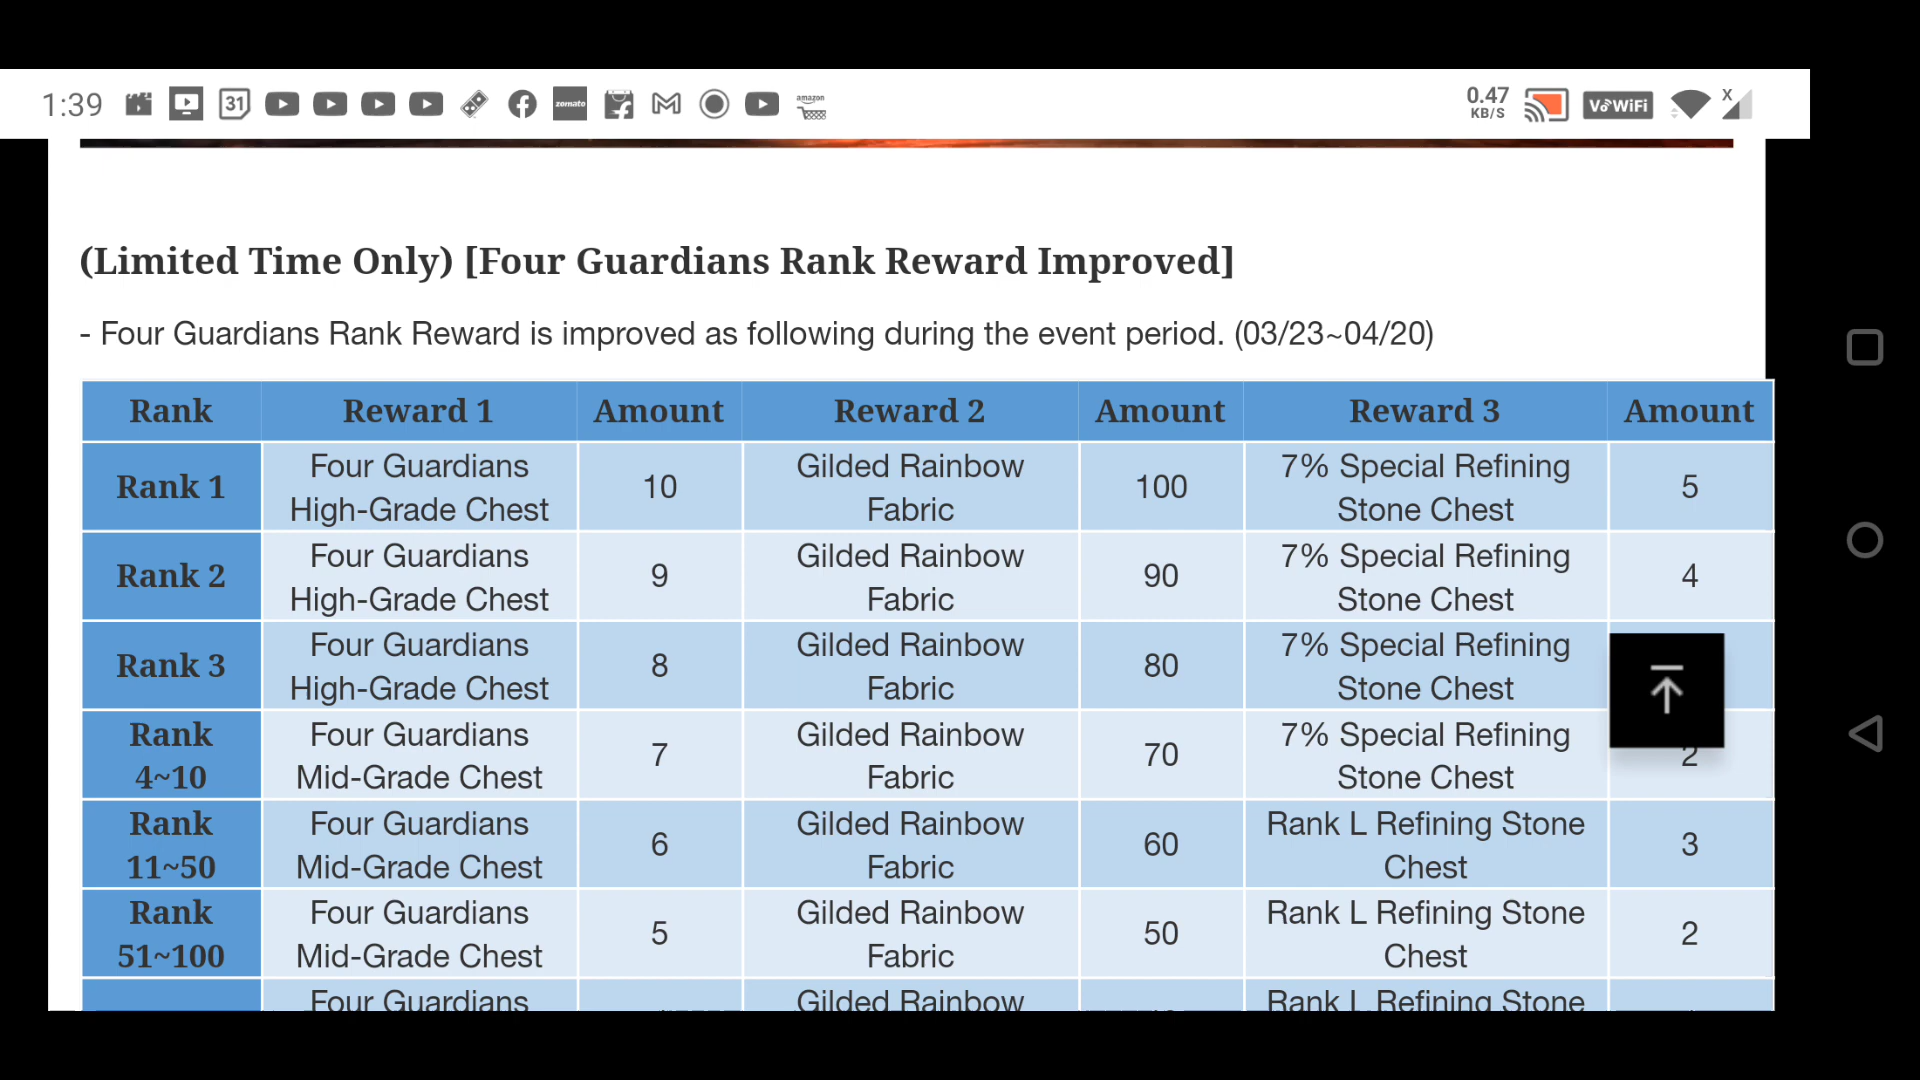 1:39
31
zomato
amazon
0.47
KB/S
VoWiFi
X
(Limited Time Only) [Four Guardians Rank Reward Improved]
- Four Guardians Rank Reward is improved as following during the event period. (03/23~04/20)
Rank Reward 1 Amount Reward 2 Amount Reward 3 Amount
Rank 1 Four Guardians High-Grade Chest 10 Gilded Rainbow Fabric 100 7% Special Refining Stone Chest 5
Rank 2 Four Guardians High-Grade Chest 9 Gilded Rainbow Fabric 90 7% Special Refining Stone Chest 4
Rank 3 Four Guardians High-Grade Chest 8 Gilded Rainbow Fabric 80 7% Special Refining Stone Chest
Rank 4~10 Four Guardians Mid-Grade Chest 7 Gilded Rainbow Fabric 70 7% Special Refining Stone Chest 2
Rank 11~50 Four Guardians Mid-Grade Chest 6 Gilded Rainbow Fabric 60 Rank L Refining Stone Chest 3
Rank 51~100 Four Guardians Mid-Grade Chest 5 Gilded Rainbow Fabric 50 Rank L Refining Stone Chest 2
Four Guardians Gilded Rainbow Rank L Refining Stone